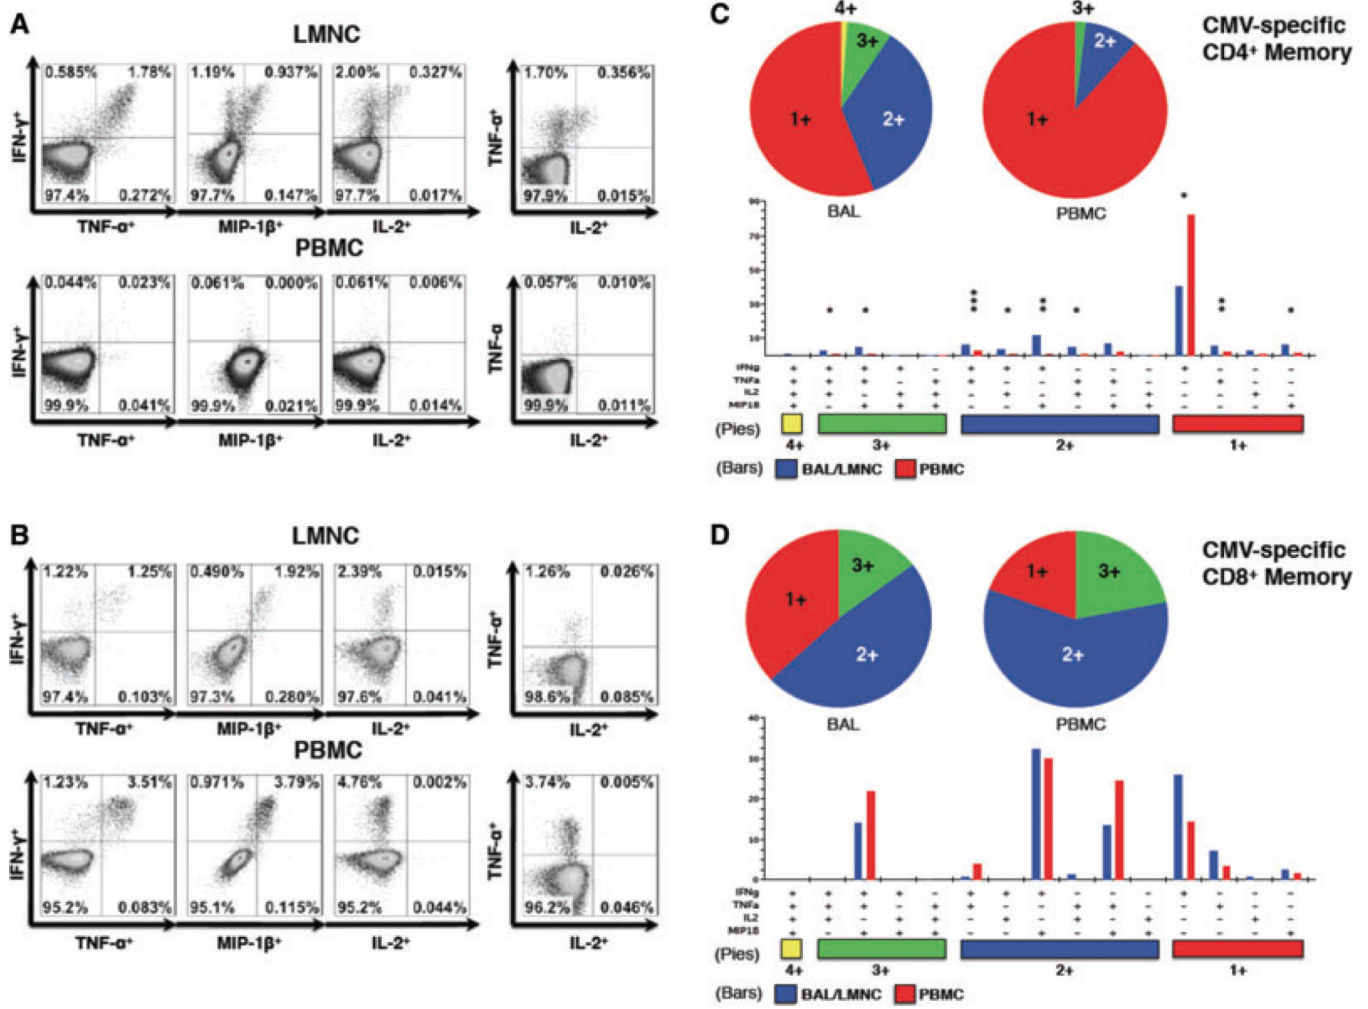 A
LMNC
0.585% 1.78% 1.19% 0.937% 2.00% 0.327% 1.70% 0.356%
IFN-γ⁺ TNF-α⁺
97.4% 0.272% 97.7% 0.147% 97.7% 0.017% 97.9% 0.015%
TNF-α⁺ MIP-1β⁺ IL-2⁺ IL-2⁺
PBMC
0.044% 0.023% 0.061% 0.000% 0.061% 0.006% 0.057% 0.010%
IFN-γ⁺ TNF-α
99.9% 0.041% 99.9% 0.021% 99.9% 0.014% 99.9% 0.011%
TNF-α⁺ MIP-1β⁺ IL-2⁺ IL-2⁺
B
LMNC
1.22% 1.25% 0.490% 1.92% 2.39% 0.015% 1.26% 0.026%
IFN-γ⁺ TNF-α⁺
97.4% 0.103% 97.3% 0.280% 97.6% 0.041% 98.6% 0.085%
TNF-α⁺ MIP-1β⁺ IL-2⁺ IL-2⁺
PBMC
1.23% 3.51% 0.971% 3.79% 4.76% 0.002% 3.74% 0.005%
IFN-γ⁺ TNF-α⁺
95.2% 0.083% 95.1% 0.115% 95.2% 0.044% 96.2% 0.046%
TNF-α⁺ MIP-1β⁺ IL-2⁺ IL-2⁺
C
4+ 3+
CMV-specific
CD4⁺ Memory
3+ 2+
1+ 2+ 1+
BAL PBMC
90
70
50
30
10
* * *** * ** * * ** *
IFNg + + + + - + + + - - - + - - -
TNFa + + + - + + - - + + - - + - -
IL2 + + - + + - + - + - + - - + -
MIP1B + - + + + - - + - + + - - - +
(Pies)
4+ 3+ 2+ 1+
(Bars) BAL/LMNC PBMC
D
CMV-specific
CD8⁺ Memory
3+ 1+ 3+
1+
2+ 2+
BAL PBMC
40
30
20
10
0
IFNg + + + + - + + + - - - + - - -
TNFa + + + - + + - - + + - - + - -
IL2 + + - + + - + - + - + - - + -
MIP1B + - + + + - - + - + + - - - +
(Pies)
4+ 3+ 2+ 1+
(Bars) BAL/LMNC PBMC